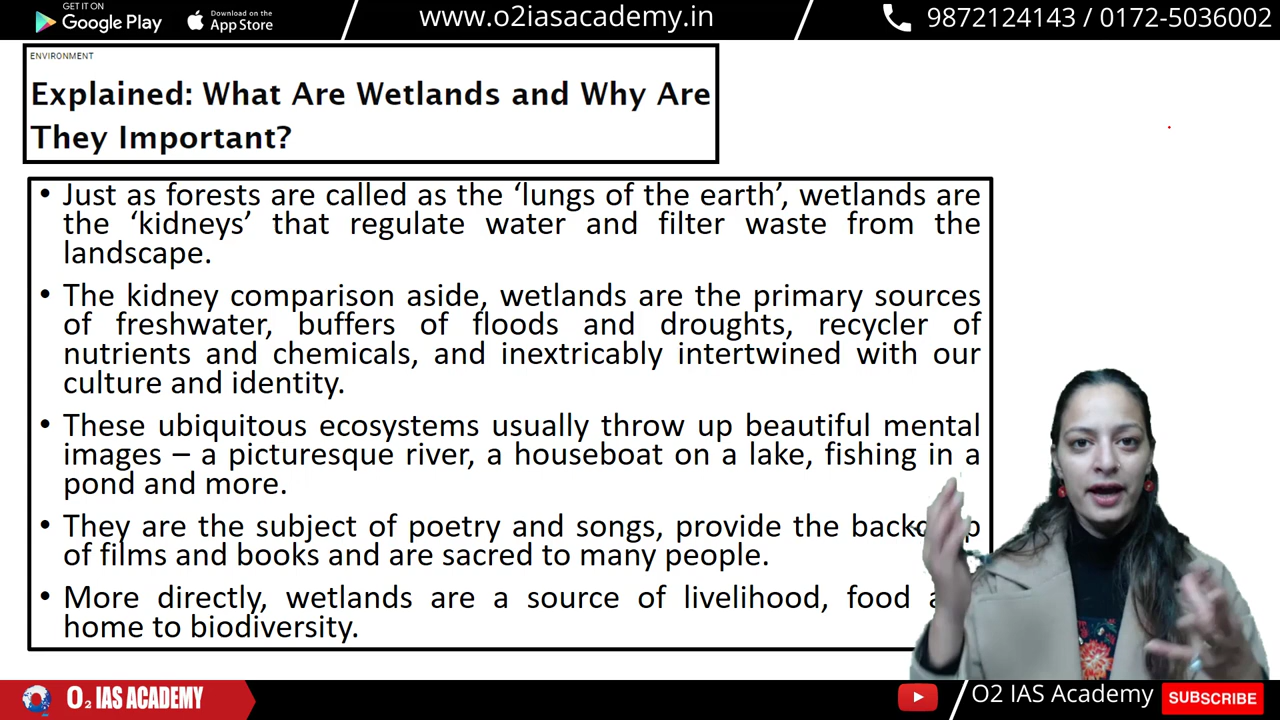 GET IT ON
Google Play
Download on the
App Store
www.o2iasacademy.in
9872124143 / 0172-5036002
ENVIRONMENT
Explained: What Are Wetlands and Why Are
They Important?
• Just as forests are called as the ‘lungs of the earth’, wetlands are
the ‘kidneys’ that regulate water and filter waste from the
landscape.
• The kidney comparison aside, wetlands are the primary sources
of freshwater, buffers of floods and droughts, recycler of
nutrients and chemicals, and inextricably intertwined with our
culture and identity.
• These ubiquitous ecosystems usually throw up beautiful mental
images – a picturesque river, a houseboat on a lake, fishing in a
pond and more.
• They are the subject of poetry and songs, provide the
of films and books and are sacred to many people.
• More directly, wetlands are a source of livelihood, food
home to biodiversity.
O2 IAS ACADEMY
O2 IAS Academy
SUBSCRIBE